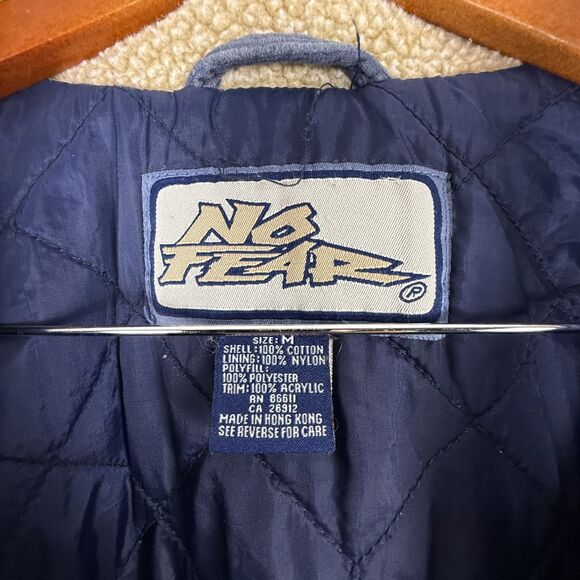 NO
FEAR
®
SIZE: M
SHELL: 100% COTTON
LINING: 100% NYLON
POLYFILL:
100% POLYESTER
TRIM: 100% ACRYLIC
RN 86611
CA 26912
MADE IN HONG KONG
SEE REVERSE FOR CARE